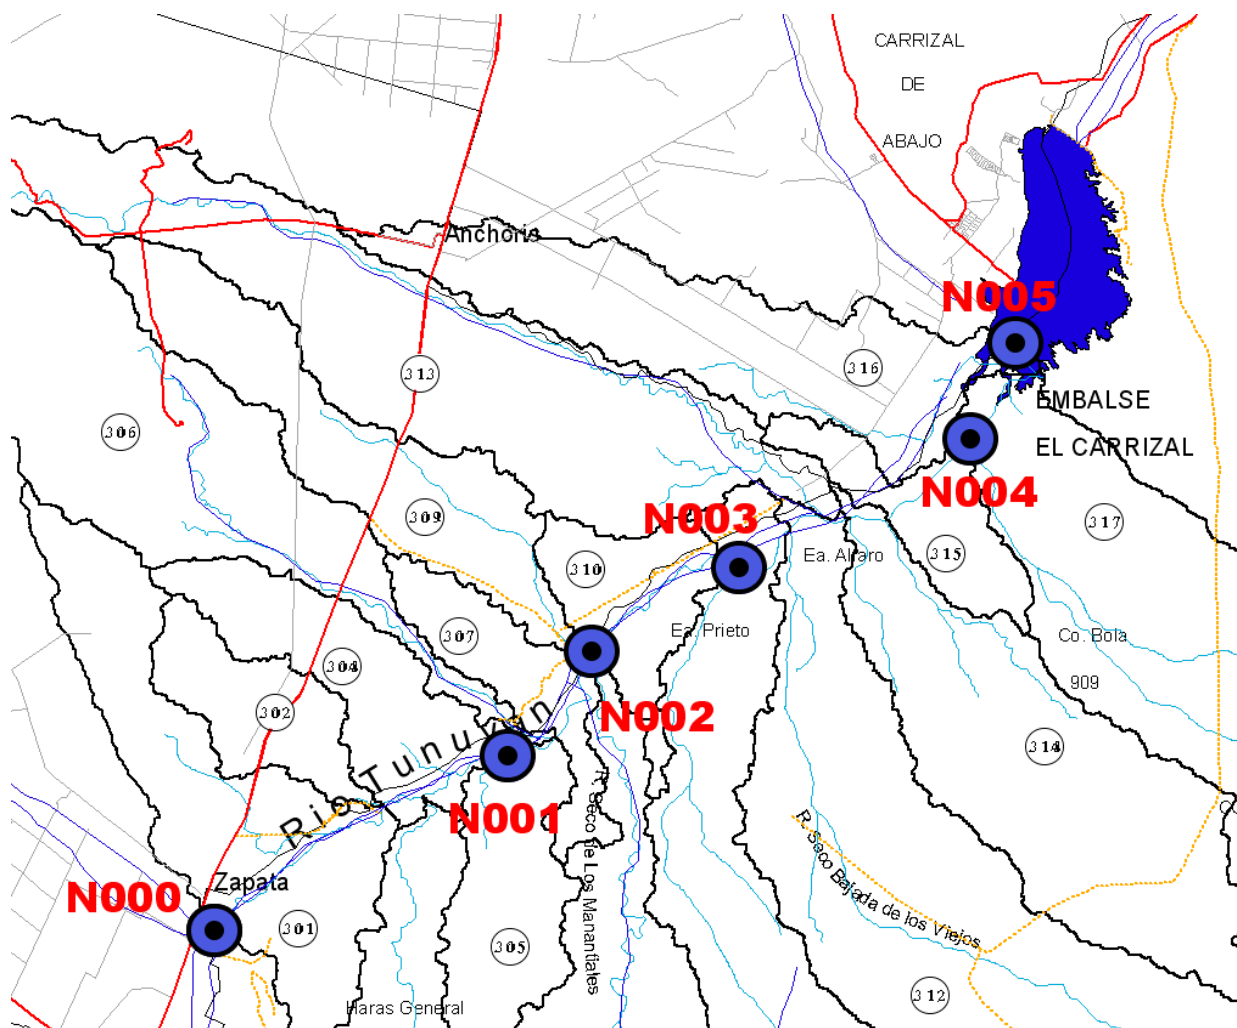 CARRIZAL
DE
ABAJO
Anchoris
N005
316
313
EMBALSE
EL CARRIZAL
306
N004
N003
309
317
315
Ea. Alfaro
310
307
Ea. Prieto
Co. Bola
304
909
302
N002
Rio Tunuyan
314
N001
R. Seco de Los Manantiales
R. Seco Bajada de los Viejos
Zapata
N000
301
305
312
Haras General